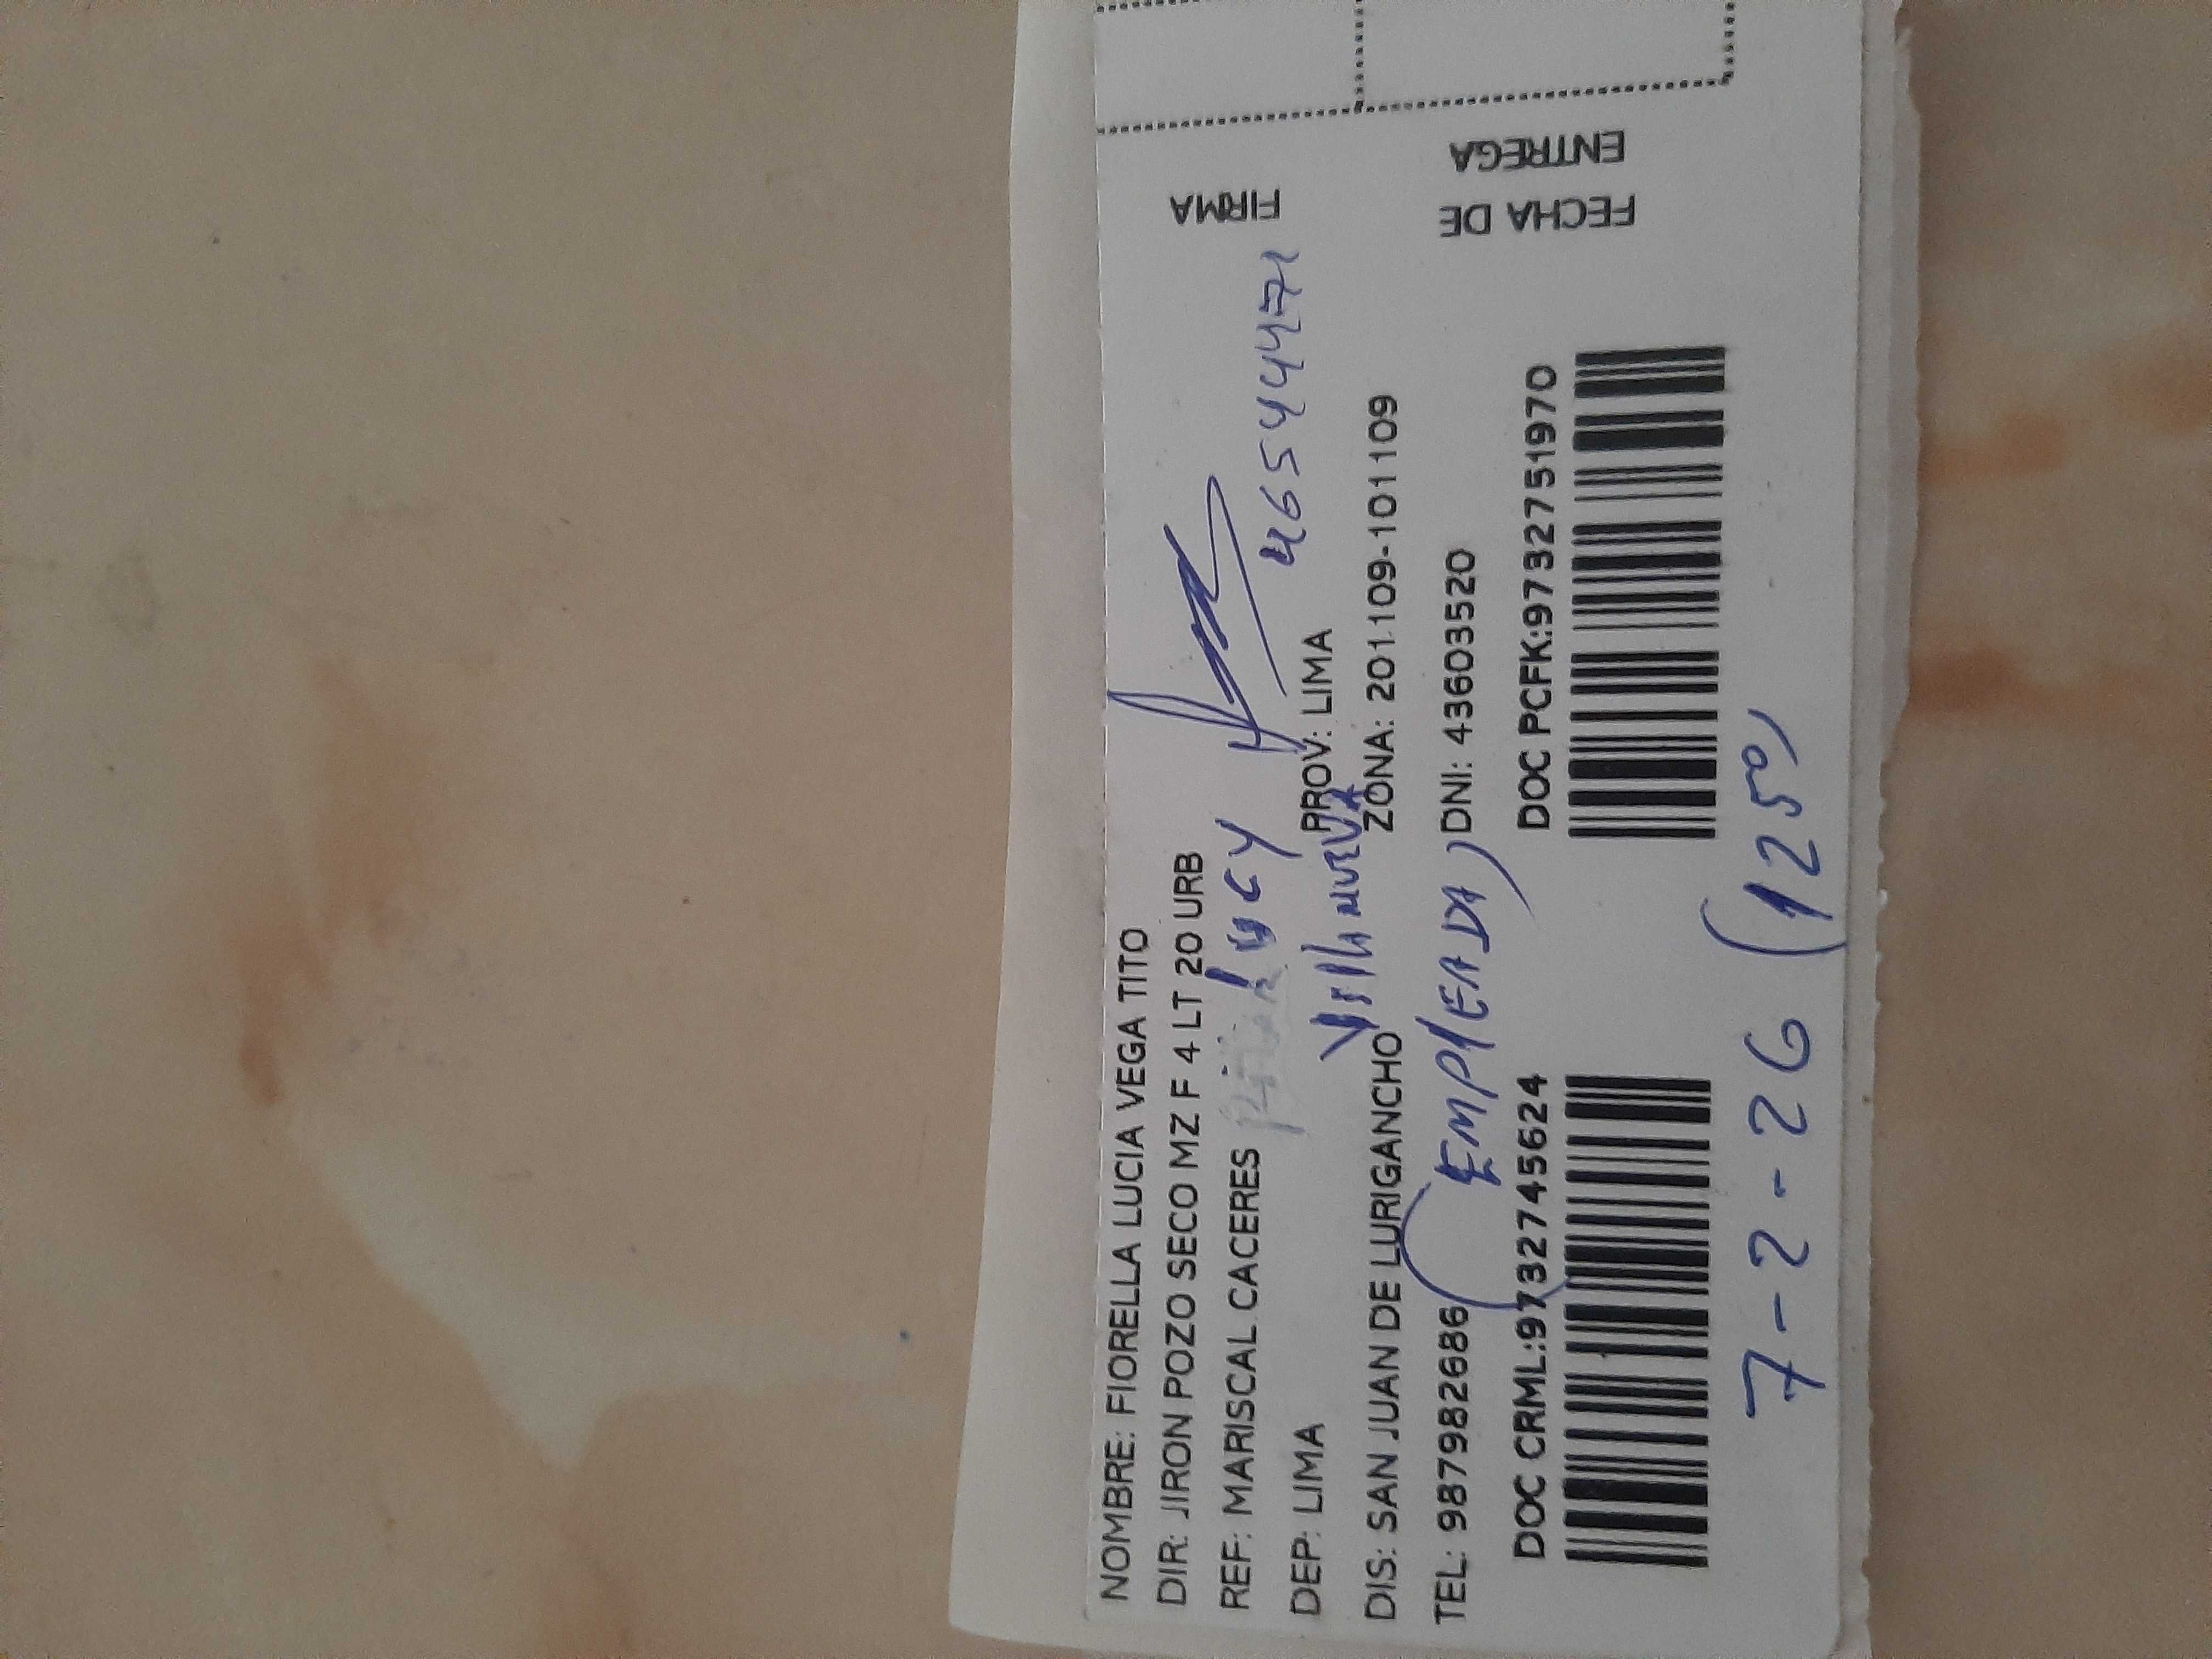 NOMBRE: FIORELLA LUCIA VEGA TITO
DIR: JIRON POZO SECO MZ F 4 LT 20 URB
REF: MARISCAL CACERES
Lucy
46544471
DEP: LIMA
PROV: LIMA
Villanueva
DIS: SAN JUAN DE LURIGANCHO
ZONA: 201109-101109
TEL: 987982686
(EMPLEADA)
DNI: 43603520
DOC CRML:9732745624
DOC PCFK:9732751970
7-2-26 (1250)
FIRMA
FECHA DE
ENTREGA